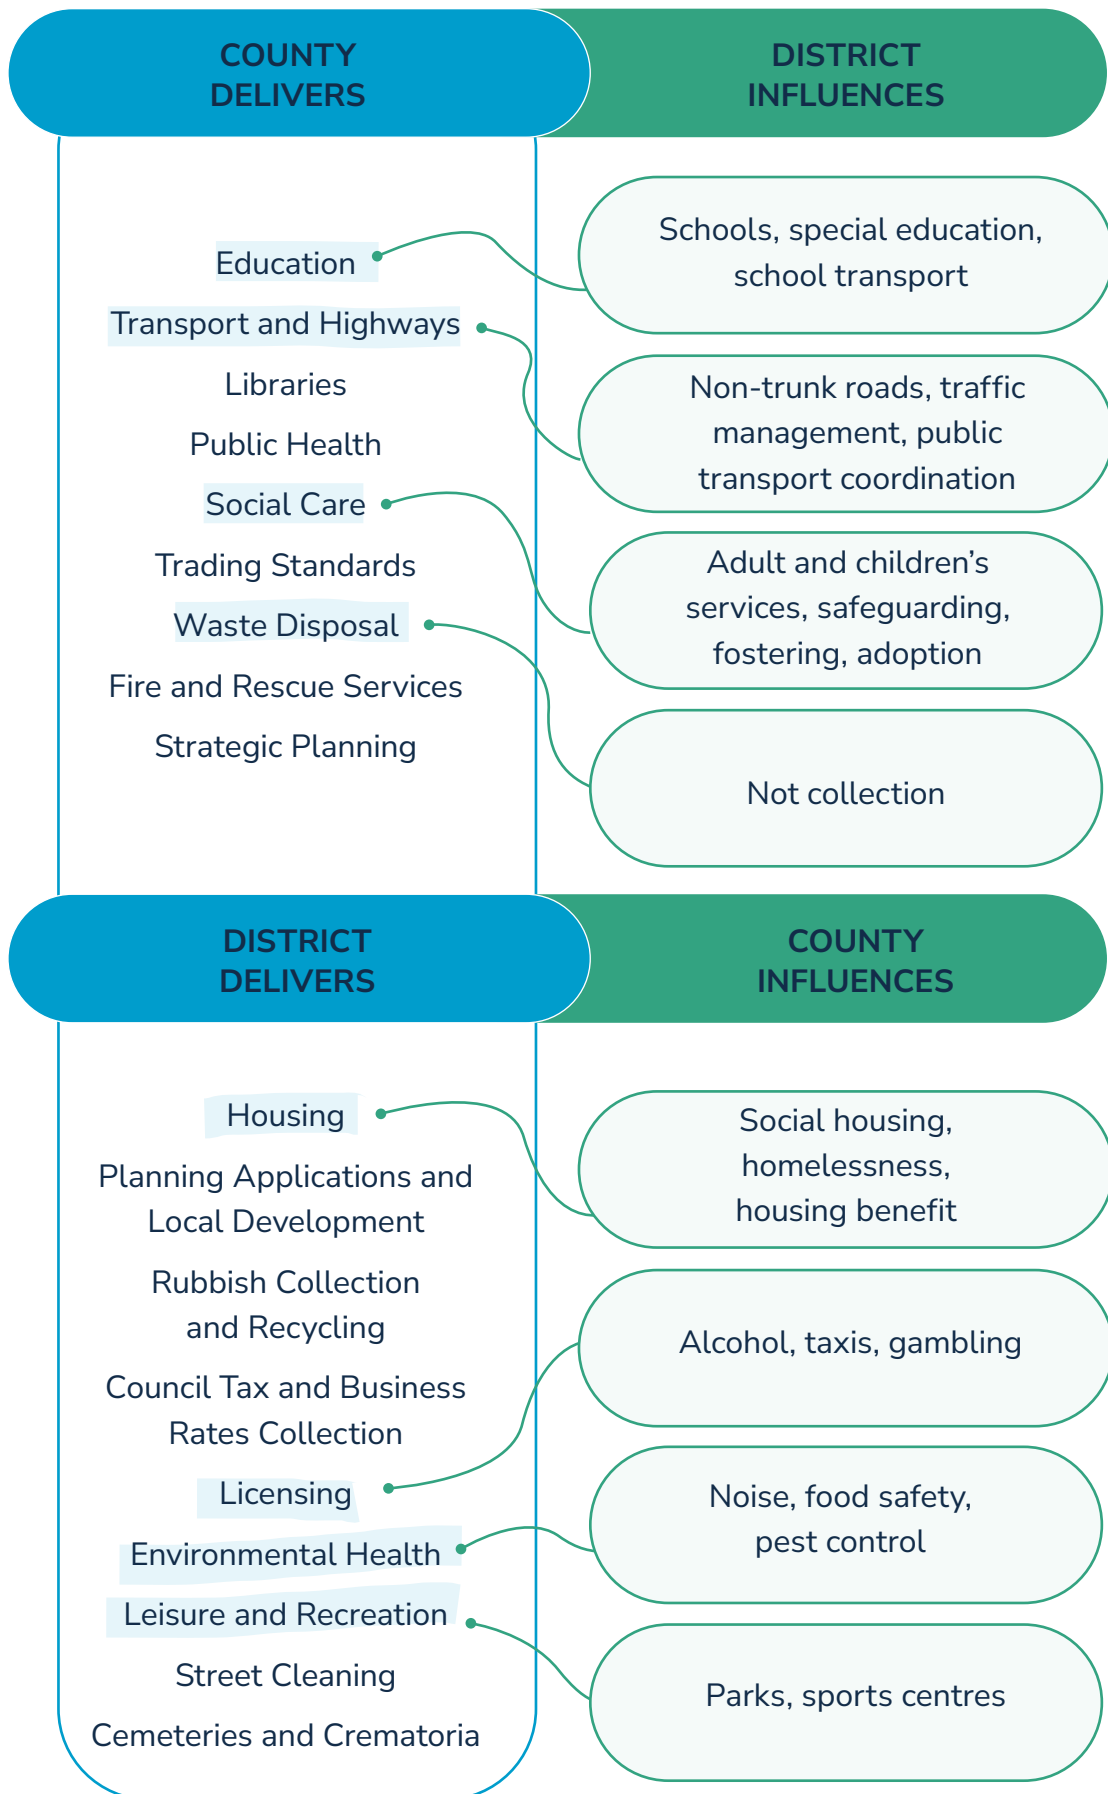 COUNTY
DELIVERS
DISTRICT
INFLUENCES
Education
Transport and Highways
Libraries
Public Health
Social Care
Trading Standards
Waste Disposal
Fire and Rescue Services
Strategic Planning
Schools, special education,
school transport
Non-trunk roads, traffic
management, public
transport coordination
Adult and children’s
services, safeguarding,
fostering, adoption
Not collection
DISTRICT
DELIVERS
COUNTY
INFLUENCES
Housing
Planning Applications and
Local Development
Rubbish Collection
and Recycling
Council Tax and Business
Rates Collection
Licensing
Environmental Health
Leisure and Recreation
Street Cleaning
Cemeteries and Crematoria
Social housing,
homelessness,
housing benefit
Alcohol, taxis, gambling
Noise, food safety,
pest control
Parks, sports centres